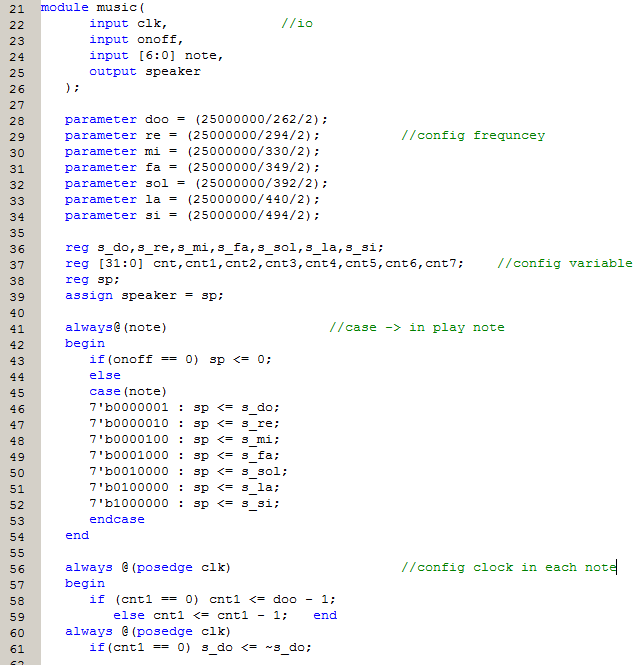 21 module music(
22 input clk, //io
23 input onoff,
24 input [6:0] note,
25 output speaker
26 );
27
28 parameter doo = (25000000/262/2);
29 parameter re = (25000000/294/2); //config frequncey
30 parameter mi = (25000000/330/2);
31 parameter fa = (25000000/349/2);
32 parameter sol = (25000000/392/2);
33 parameter la = (25000000/440/2);
34 parameter si = (25000000/494/2);
35
36 reg s_do,s_re,s_mi,s_fa,s_sol,s_la,s_si;
37 reg [31:0] cnt,cnt1,cnt2,cnt3,cnt4,cnt5,cnt6,cnt7; //config variable
38 reg sp;
39 assign speaker = sp;
40
41 always@(note) //case -> in play note
42 begin
43 if(onoff == 0) sp <= 0;
44 else
45 case(note)
46 7'b0000001 : sp <= s_do;
47 7'b0000010 : sp <= s_re;
48 7'b0000100 : sp <= s_mi;
49 7'b0001000 : sp <= s_fa;
50 7'b0010000 : sp <= s_sol;
51 7'b0100000 : sp <= s_la;
52 7'b1000000 : sp <= s_si;
53 endcase
54 end
55
56 always @(posedge clk) //config clock in each note
57 begin
58 if (cnt1 == 0) cnt1 <= doo - 1;
59 else cnt1 <= cnt1 - 1; end
60 always @(posedge clk)
61 if(cnt1 == 0) s_do <= ~s_do;